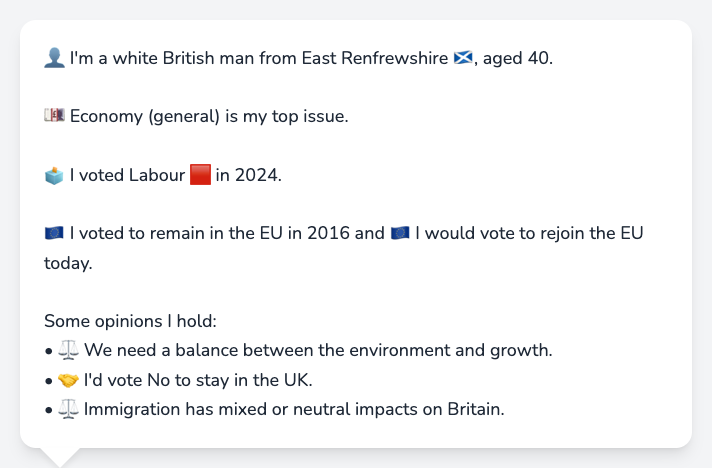 👤 I'm a white British man from East Renfrewshire 🏴󠁧󠁢󠁳󠁣󠁴󠁿, aged 40.
💷 Economy (general) is my top issue.
🗳️ I voted Labour 🟥 in 2024.
🇪🇺 I voted to remain in the EU in 2016 and 🇪🇺 I would vote to rejoin the EU
today.
Some opinions I hold:
• ⚖️ We need a balance between the environment and growth.
• 🤝 I'd vote No to stay in the UK.
• ⚖️ Immigration has mixed or neutral impacts on Britain.